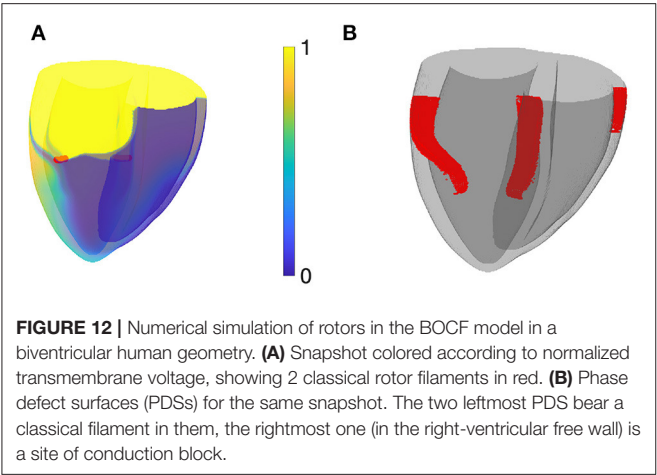 A
B
1
0
FIGURE 12 | Numerical simulation of rotors in the BOCF model in a
biventricular human geometry. (A) Snapshot colored according to normalized
transmembrane voltage, showing 2 classical rotor filaments in red. (B) Phase
defect surfaces (PDSs) for the same snapshot. The two leftmost PDS bear a
classical filament in them, the rightmost one (in the right-ventricular free wall) is
a site of conduction block.